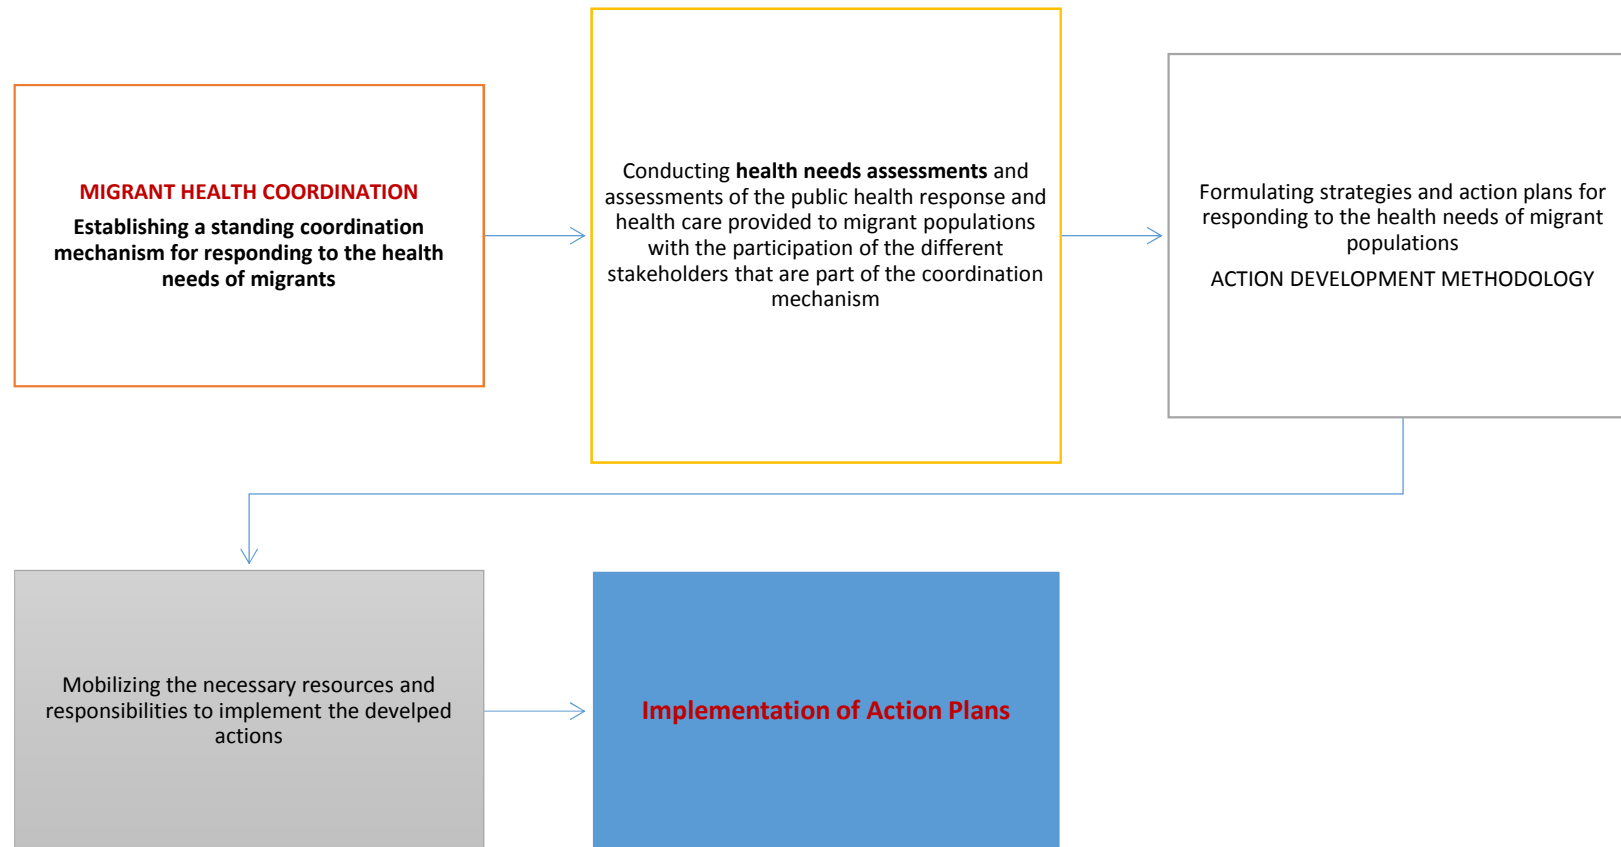 MIGRANT HEALTH COORDINATION
Establishing a standing coordination
mechanism for responding to the health
needs of migrants
Conducting health needs assessments and
assessments of the public health response and
health care provided to migrant populations
with the participation of the different
stakeholders that are part of the coordination
mechanism
Formulating strategies and action plans for
responding to the health needs of migrant
populations
ACTION DEVELOPMENT METHODOLOGY
Mobilizing the necessary resources and
responsibilities to implement the develped
actions
Implementation of Action Plans